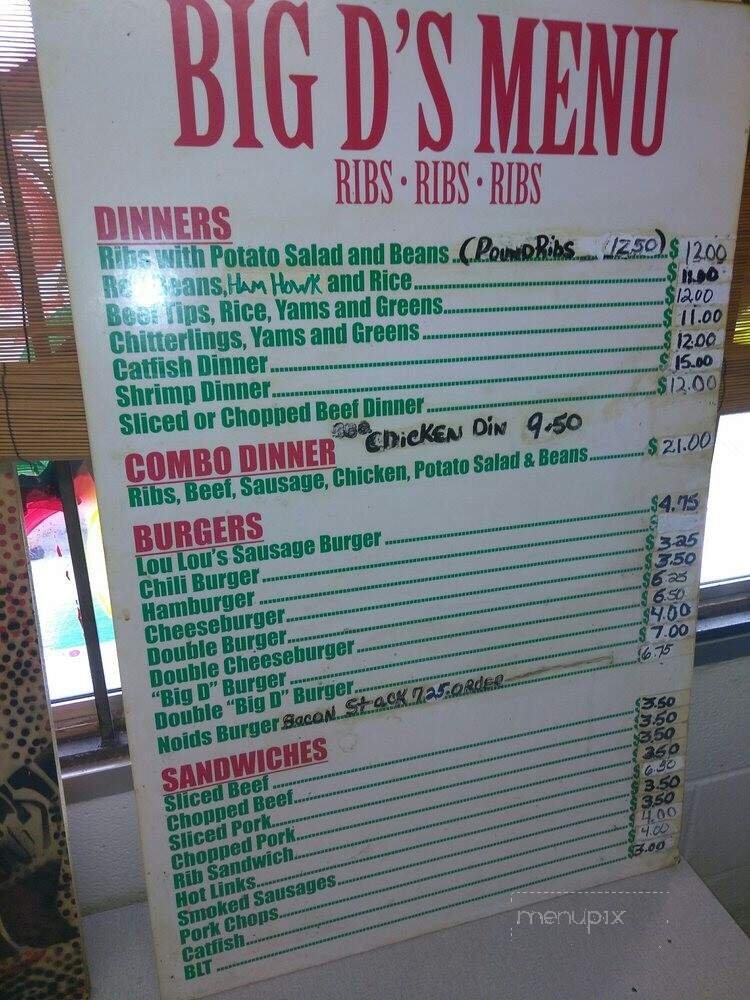 BIG D'S MENU
RIBS • RIBS • RIBS
DINNERS
Ribs with Potato Salad and Beans (Pound Ribs 12.50) $ 12.00
Red Beans, Ham Howk and Rice $ 11.00
Beef Tips, Rice, Yams and Greens $ 12.00
Chitterlings, Yams and Greens $ 11.00
Catfish Dinner $ 12.00
Shrimp Dinner $ 15.00
Sliced or Chopped Beef Dinner $ 12.00
Chicken Din 9.50
COMBO DINNER
Ribs, Beef, Sausage, Chicken, Potato Salad & Beans $ 21.00
BURGERS
Lou Lou's Sausage Burger $ 4.75
Chili Burger
Hamburger $ 3.25
Cheeseburger $ 3.50
Double Burger $ 6.25
Double Cheeseburger $ 6.50
"Big D" Burger $ 4.00
Double "Big D" Burger $ 7.00
Noids Burger Bacon Stack 7.25 order 6.75
SANDWICHES
Sliced Beef $ 3.50
Chopped Beef $ 3.50
Sliced Pork $ 3.50
Chopped Pork $ 3.50
Rib Sandwich $ 6.50
Hot Links $ 3.50
Smoked Sausages $ 3.50
Pork Chops $ 4.00
Catfish $ 4.00
BLT $ 3.00
menupix